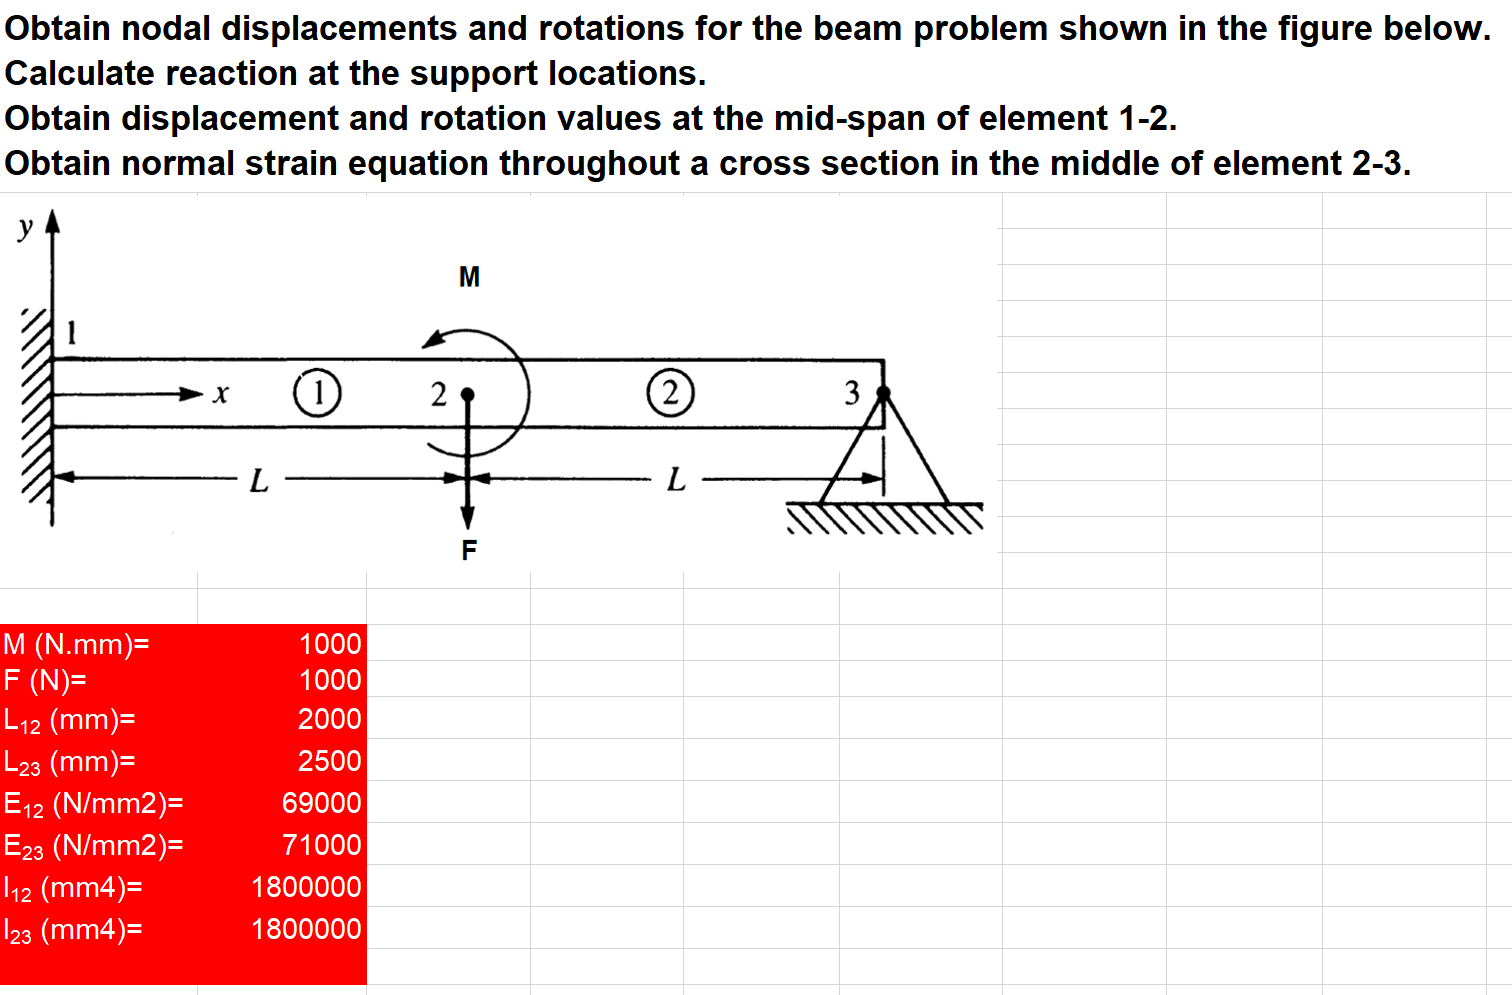 Obtain nodal displacements and rotations for the beam problem shown in the figure below.
Calculate reaction at the support locations.
Obtain displacement and rotation values at the mid-span of element 1-2.
Obtain normal strain equation throughout a cross section in the middle of element 2-3.
y
M
1
x
1
2
2
3
L
L
F
M (N.mm)= 1000
F (N)= 1000
L12 (mm)= 2000
L23 (mm)= 2500
E12 (N/mm2)= 69000
E23 (N/mm2)= 71000
I12 (mm4)= 1800000
I23 (mm4)= 1800000